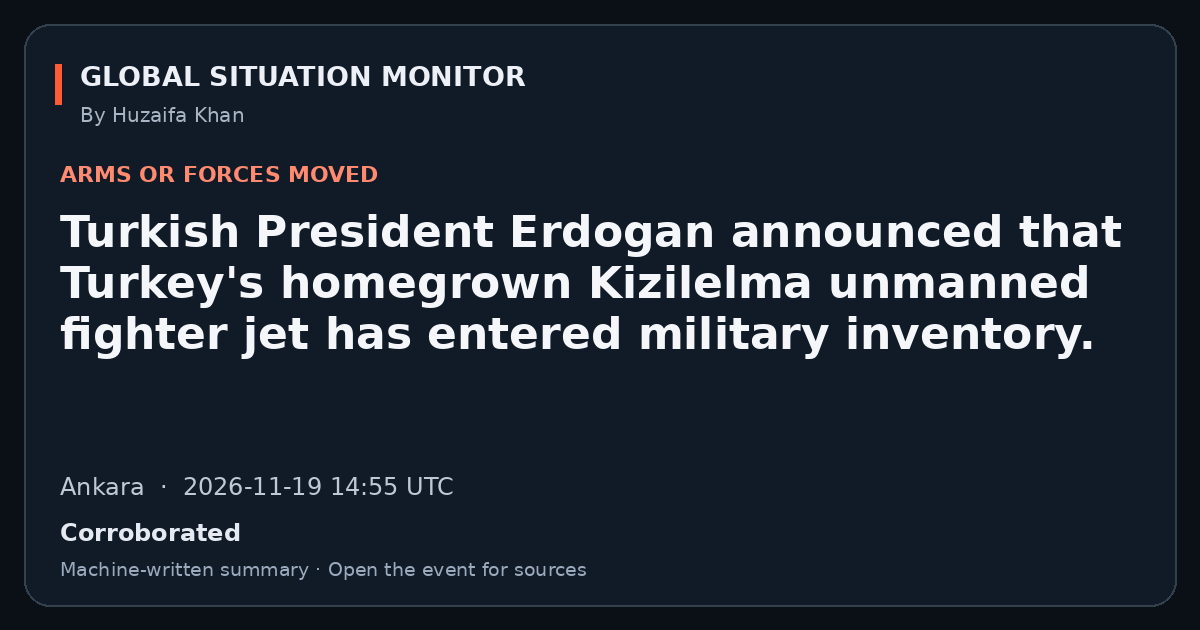 GLOBAL SITUATION MONITOR
By Huzaifa Khan
ARMS OR FORCES MOVED
Turkish President Erdogan announced that
Turkey's homegrown Kizilelma unmanned
fighter jet has entered military inventory.
Ankara · 2026-11-19 14:55 UTC
Corroborated
Machine-written summary · Open the event for sources